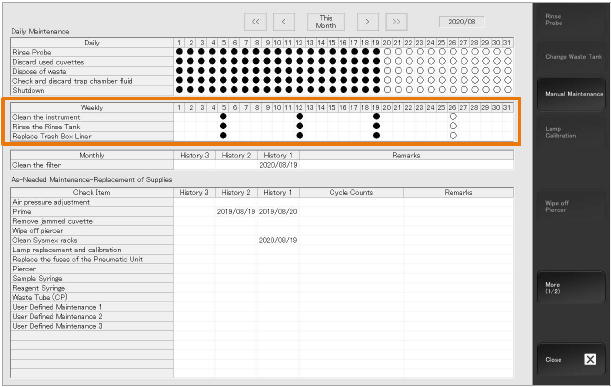 << < This Month > >> 2020/08
Daily Maintenance
Daily 1 2 3 4 5 6 7 8 9 10 11 12 13 14 15 16 17 18 19 20 21 22 23 24 25 26 27 28 29 30 31
Rinse Probe
Discard used cuvettes
Dispose of waste
Check and discard trap chamber fluid
Shutdown
Weekly 1 2 3 4 5 6 7 8 9 10 11 12 13 14 15 16 17 18 19 20 21 22 23 24 25 26 27 28 29 30 31
Clean the instrument
Rinse the Rinse Tank
Replace Trash Box Liner
Monthly History 3 History 2 History 1 Remarks
Clean the filter 2020/08/19
As-Needed Maintenance-Replacement of Supplies
Check Item History 3 History 2 History 1 Cycle Counts Remarks
Air pressure adjustment
Prime 2019/08/19 2019/08/20
Remove jammed cuvette
Wipe off piercer
Clean Sysmex racks 2020/08/19
Lamp replacement and calibration
Replace the fuses of the Pneumatic Unit
Piercer
Sample Syringe
Reagent Syringe
Waste Tube (CP)
User Defined Maintenance 1
User Defined Maintenance 2
User Defined Maintenance 3
Rinse
Probe
Change Waste Tank
Manual Maintenance
Lamp
Calibration
Wipe off
Piercer
More
(1/2)
Close